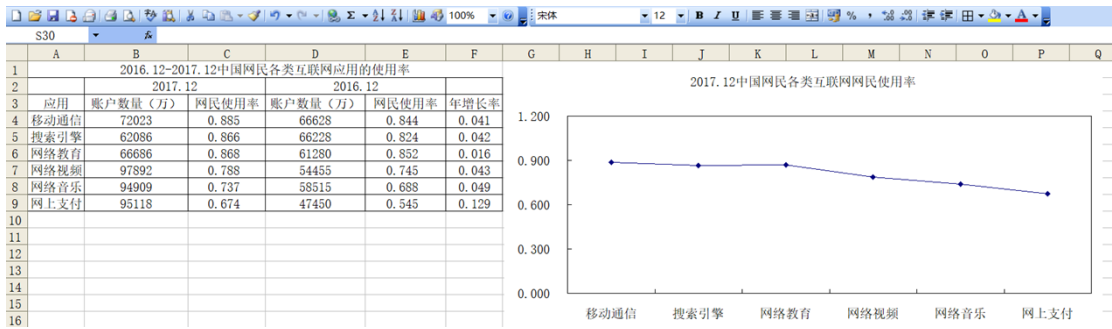 宋体 12 B I U 100%
S30 fx
A B C D E F G H I J K L M N O P Q
1 2016.12-2017.12中国网民各类互联网应用的使用率
2 2017.12 2016.12
3 应用 账户数量（万） 网民使用率 账户数量（万） 网民使用率 年增长率
4 移动通信 72023 0.885 66628 0.844 0.041
5 搜索引擎 62086 0.866 66228 0.824 0.042
6 网络教育 66686 0.868 61280 0.852 0.016
7 网络视频 97892 0.788 54455 0.745 0.043
8 网络音乐 94909 0.737 58515 0.688 0.049
9 网上支付 95118 0.674 47450 0.545 0.129
10
11
12
13
14
15
16
2017.12中国网民各类互联网网民使用率
1.200
0.900
0.600
0.300
0.000
移动通信 搜索引擎 网络教育 网络视频 网络音乐 网上支付